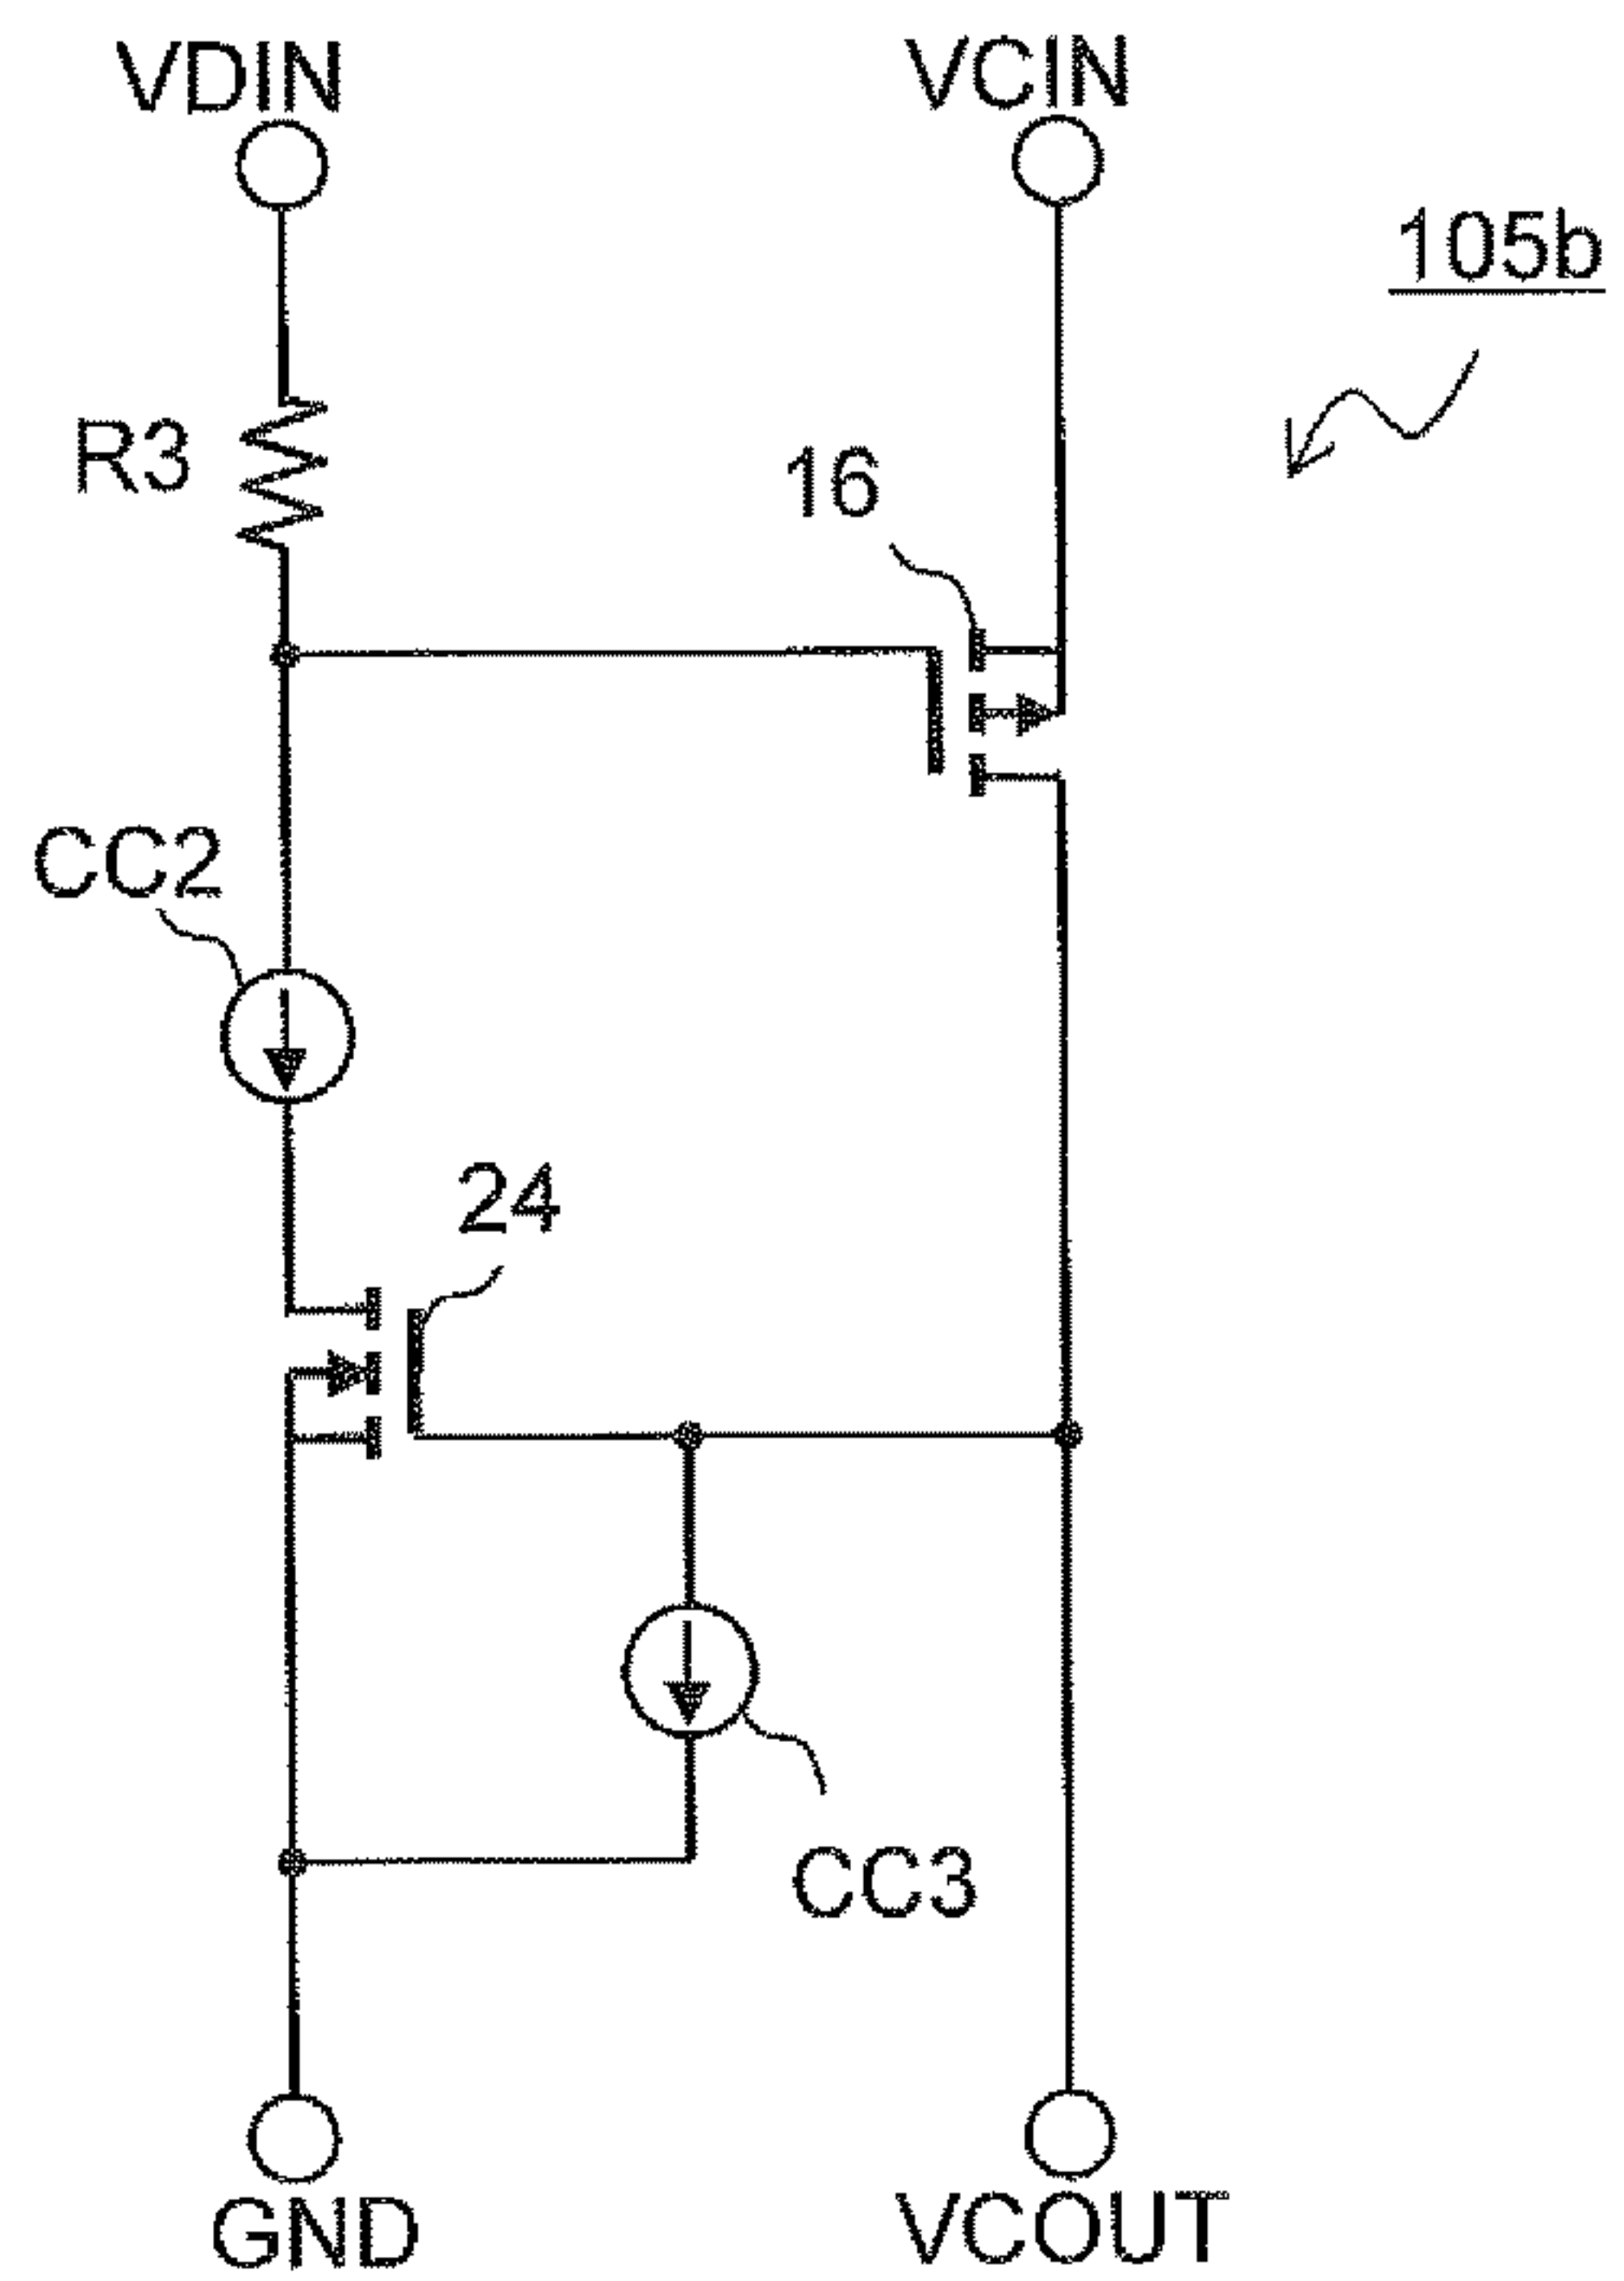 VDIN
VCIN
105b
R3
16
CC2
24
CC3
GND
VCOUT